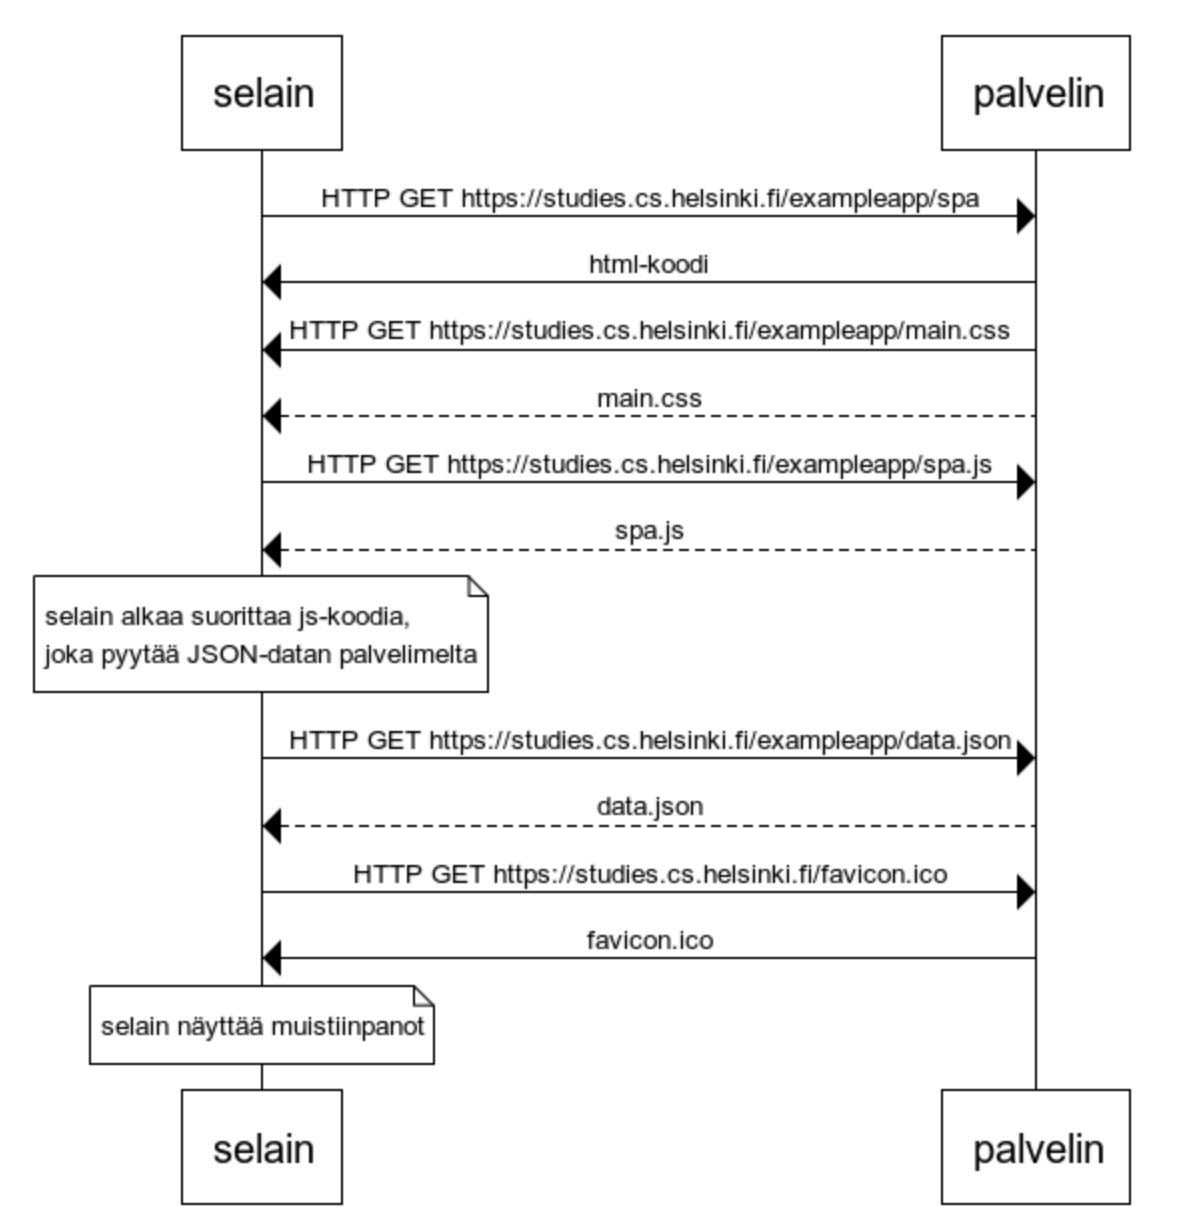 selain
palvelin
HTTP GET https://studies.cs.helsinki.fi/exampleapp/spa
html-koodi
HTTP GET https://studies.cs.helsinki.fi/exampleapp/main.css
main.css
HTTP GET https://studies.cs.helsinki.fi/exampleapp/spa.js
spa.js
selain alkaa suorittaa js-koodia,
joka pyytää JSON-datan palvelimelta
HTTP GET https://studies.cs.helsinki.fi/exampleapp/data.json
data.json
HTTP GET https://studies.cs.helsinki.fi/favicon.ico
favicon.ico
selain näyttää muistiinpanot
selain
palvelin